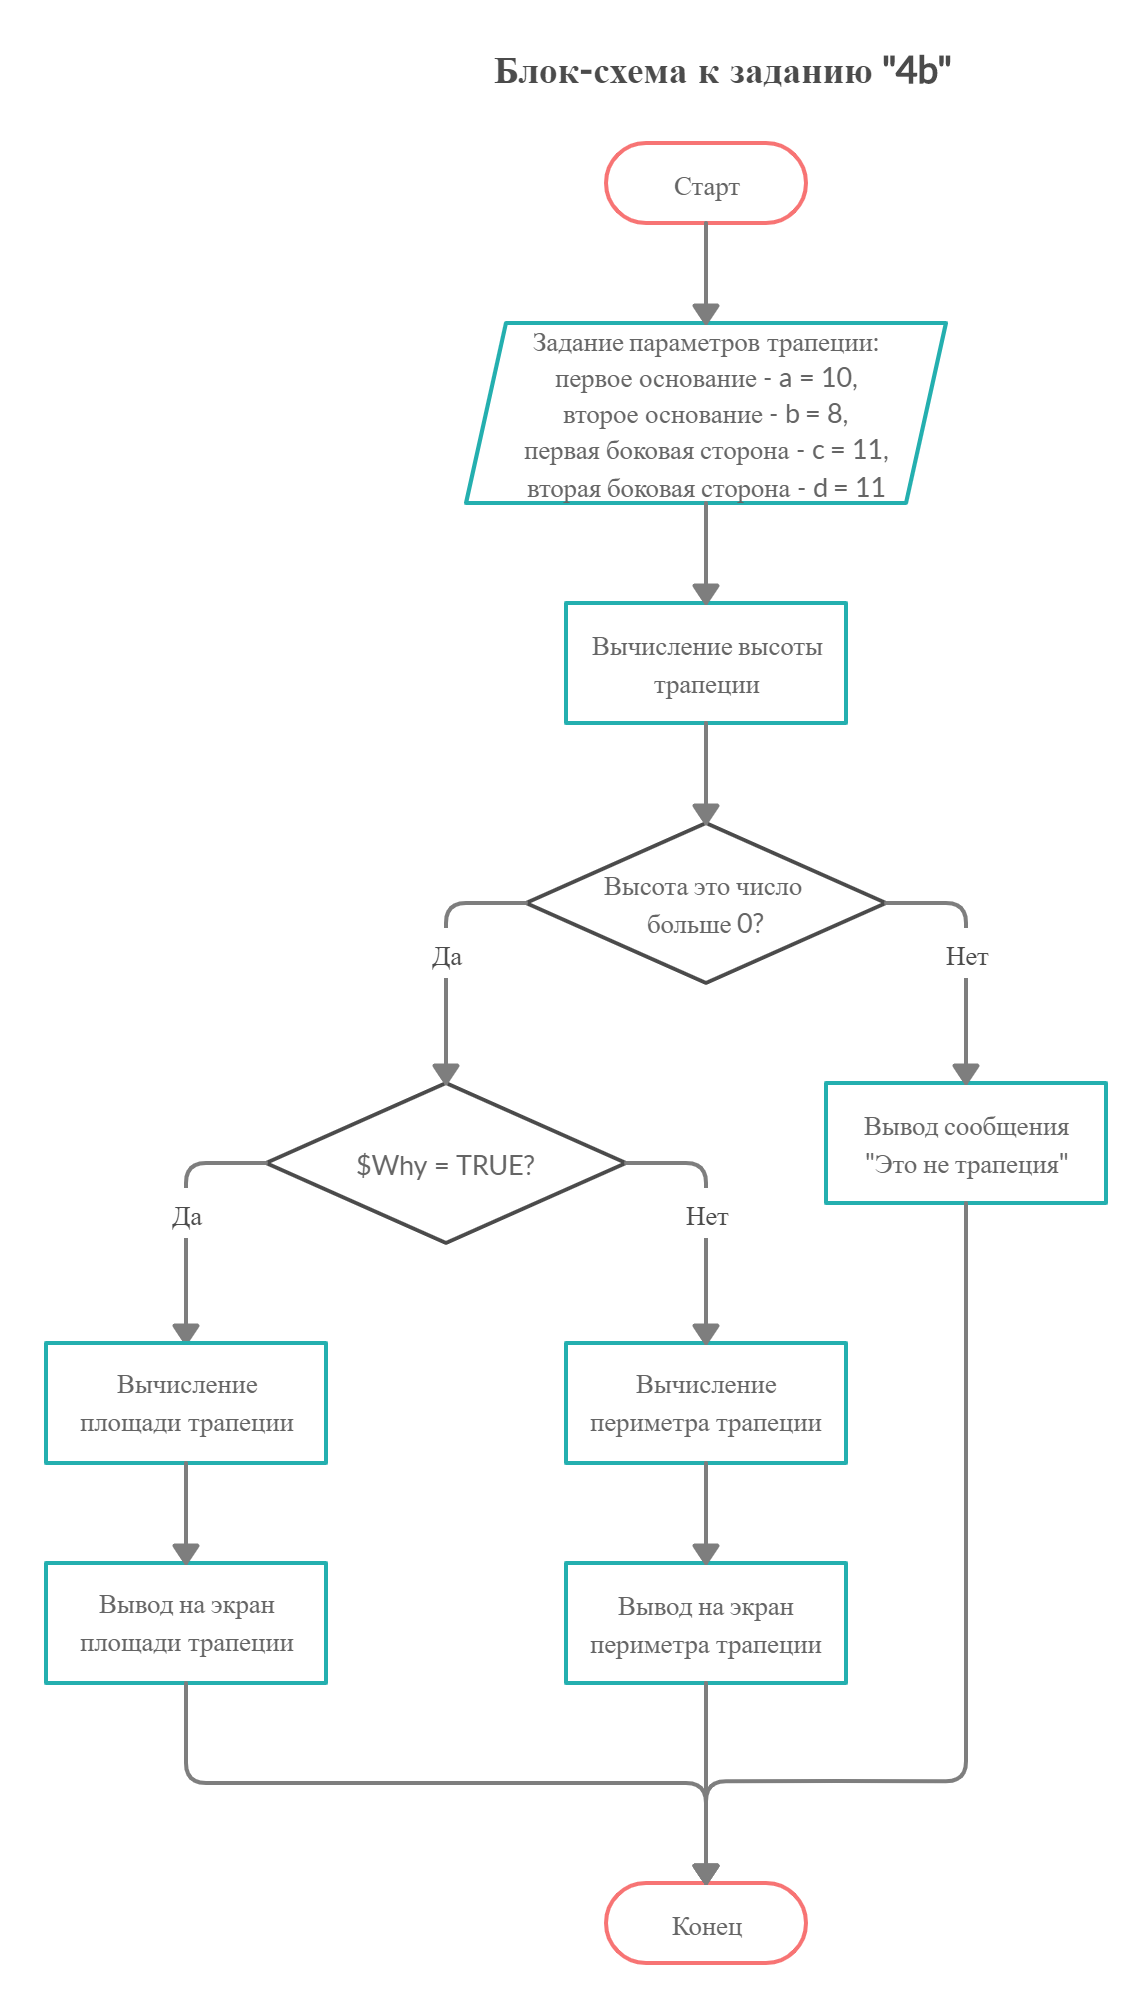 Блок-схема к заданию "4b"
Старт
Задание параметров трапеции:
первое основание - a = 10,
второе основание - b = 8,
первая боковая сторона - c = 11,
вторая боковая сторона - d = 11
Вычисление высоты
трапеции
Высота это число
больше 0?
Да
Нет
$Why = TRUE?
Вывод сообщения
"Это не трапеция"
Да
Нет
Вычисление
площади трапеции
Вычисление
периметра трапеции
Вывод на экран
площади трапеции
Вывод на экран
периметра трапеции
Конец